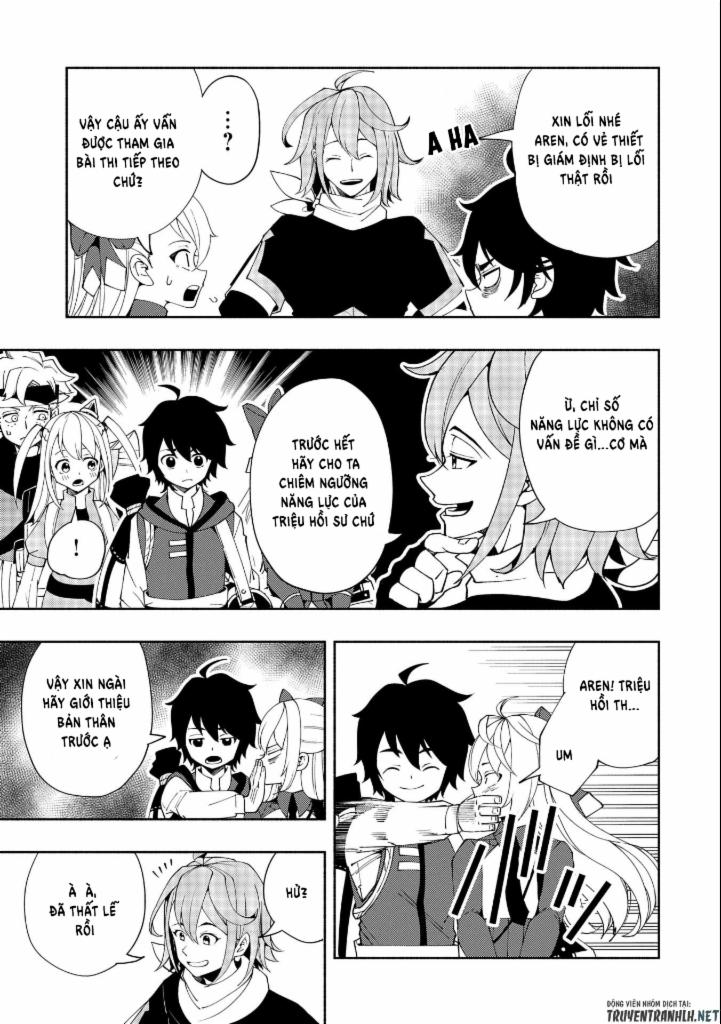 XIN LỖI NHÉ
AREN, CÓ VẺ THIẾT
BỊ GIÁM ĐỊNH BỊ LỖI
THẬT RỒI
A HA
...?
VẬY CẬU ẤY VẪN
ĐƯỢC THAM GIA
BÀI THI TIẾP THEO
CHỨ?
Ừ, CHỈ SỐ
NĂNG LỰC KHÔNG CÓ
VẤN ĐỀ GÌ...CƠ MÀ
TRƯỚC HẾT
HÃY CHO TA
CHIÊM NGƯỠNG
NĂNG LỰC CỦA
TRIỆU HỒI SƯ CHỨ
!
AREN! TRIỆU
HỒI TH...
UM
VẬY XIN NGÀI
HÃY GIỚI THIỆU
BẢN THÂN
TRƯỚC Ạ
HỬ?
À À,
ĐÃ THẤT LỄ
RỒI
ĐỘNG VIÊN NHÓM DỊCH TẠI:
TRUYENTRANHLH.NET